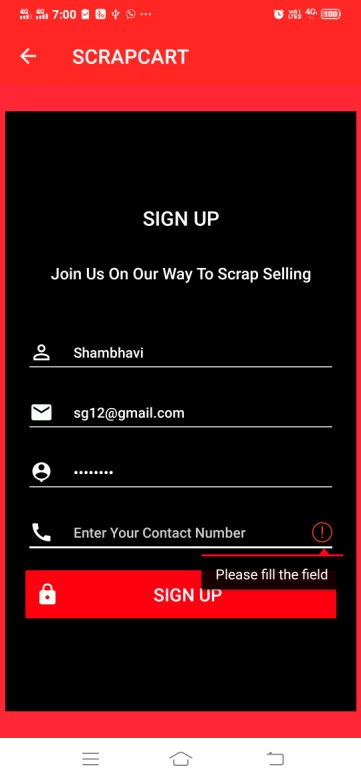 7:00
100
SCRAPCART
SIGN UP
Join Us On Our Way To Scrap Selling
Shambhavi
sg12@gmail.com
••••••••
Enter Your Contact Number
Please fill the field
SIGN UP